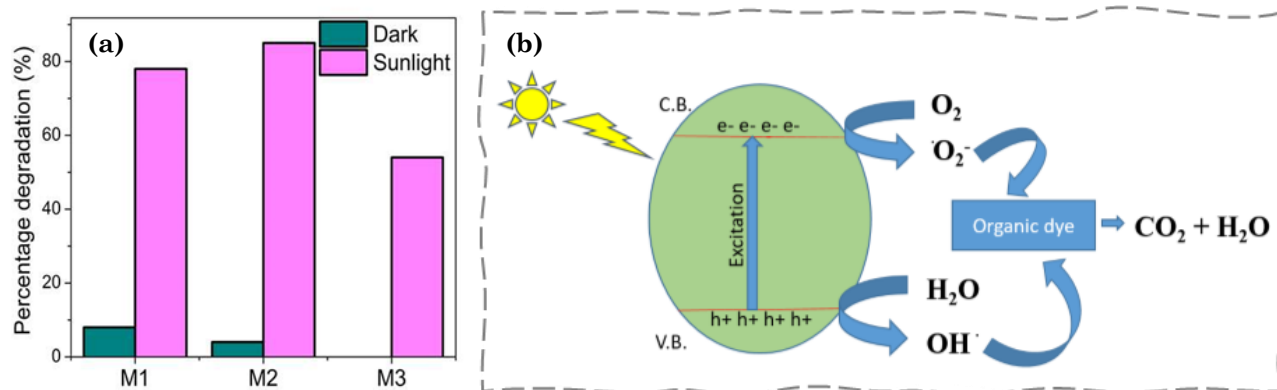 (a)
Dark
Sunlight
Percentage degradation (%)
80
60
40
20
0
M1 M2 M3
(b)
C.B.
e- e- e- e-
Excitation
h+ h+ h+ h+
V.B.
O₂
·O₂⁻
Organic dye
CO₂ + H₂O
H₂O
OH·